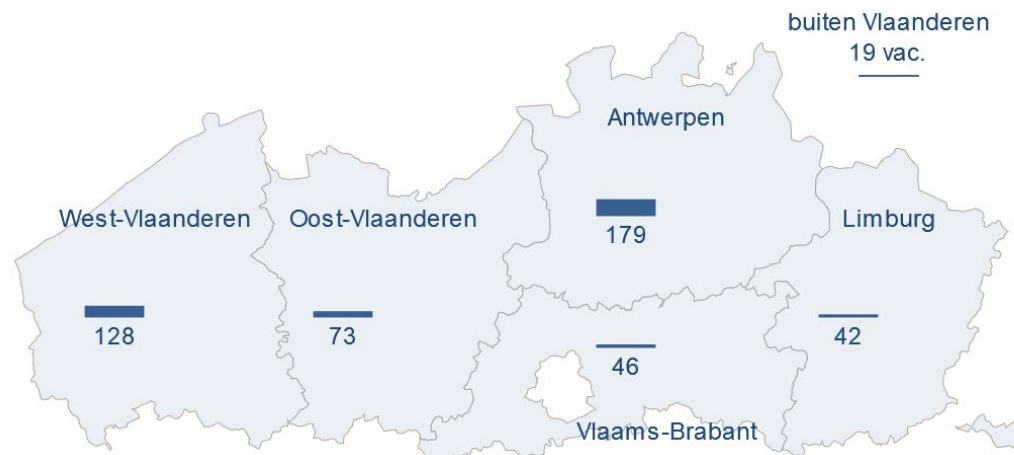 buiten Vlaanderen
19 vac.
Antwerpen
179
West-Vlaanderen
128
Oost-Vlaanderen
73
Limburg
42
46
Vlaams-Brabant